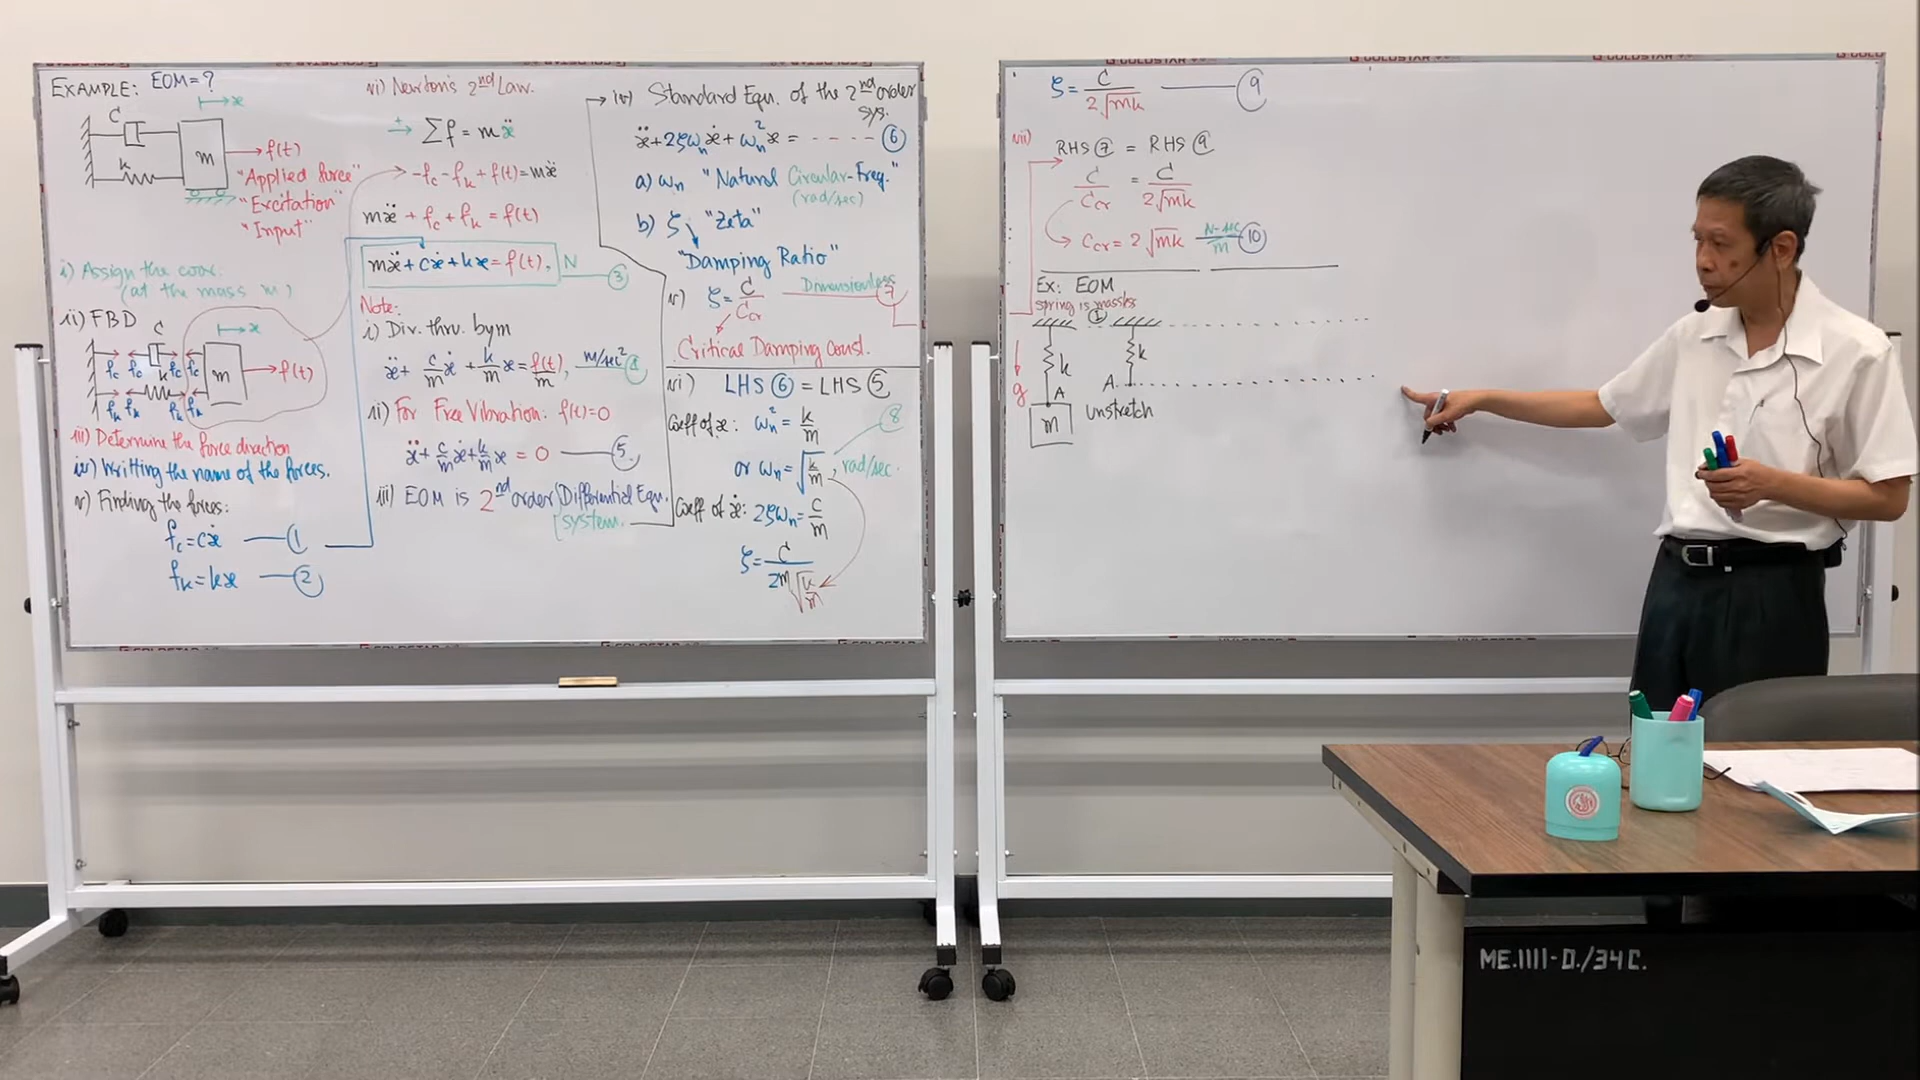 EXAMPLE: EOM = ?
x
C
k
m
f(t)
"Applied force"
"Excitation"
"Input"
i) Assign the coor.
(at the mass m)
ii) FBD
x
C
fc fc fc fc
k
m
f(t)
fk fk fk fk
iii) Determine the force direction
iv) Writting the name of the forces.
v) Finding the forces:
fc = cẋ ① 
fk = kx ②
vi) Newton's 2nd Law.
+ Σf = mẍ
-fc - fk + f(t) = mẍ
mẍ + fc + fk = f(t)
mẍ + cẋ + kx = f(t), N ③
Note:
i) Div. thru. by m
ẍ + c/m ẋ + k/m x = f(t)/m, m/sec² ④
ii) For Free Vibration: f(t) = 0
ẍ + c/m ẋ + k/m x = 0 ⑤
iii) EOM is 2nd order Differential Equ.
system.
iv) Standard Equ. of the 2nd order
sys.
ẍ + 2ζωnẋ + ωn²x = - - - - ⑥
a) ωn "Natural Circular-Freq."
(rad/sec)
b) ζ "Zeta"
"Damping Ratio"
v) ζ = C/Ccr Dimensionless ⑦
Critical Damping Const.
vi) LHS ⑥ = LHS ⑤
Coeff of x: ωn² = k/m ⑧
or ωn = √(k/m), rad/sec.
Coeff of ẋ: 2ζωn = C/m
ζ = C/(2m√(k/m))
ζ = C/(2√(mk)) ⑨
vii)
RHS ⑦ = RHS ⑨
C/Ccr = C/(2√(mk))
Ccr = 2√(mk) N-sec/m ⑩
Ex: EOM
spring is massless
①
k
k
g
A
A
m
Unstretch
GOLDSTAR
ME.1111-D./34C.